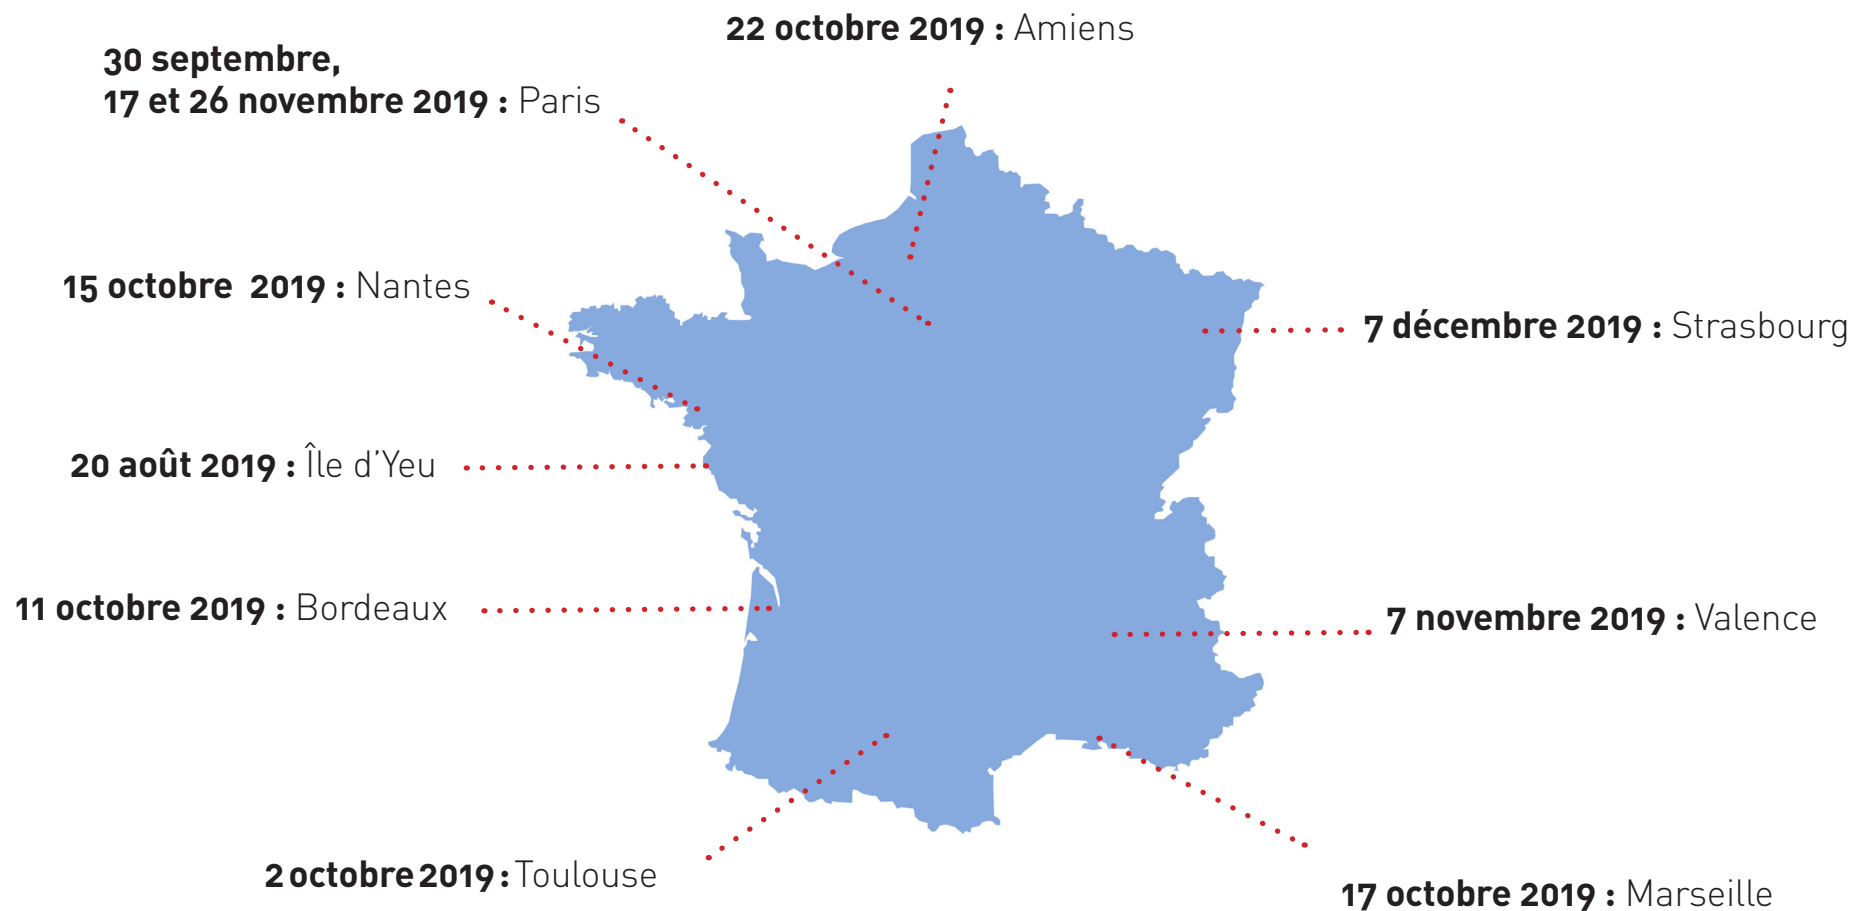 22 octobre 2019 : Amiens
30 septembre,
17 et 26 novembre 2019 : Paris
15 octobre 2019 : Nantes
7 décembre 2019 : Strasbourg
20 août 2019 : Île d'Yeu
11 octobre 2019 : Bordeaux
7 novembre 2019 : Valence
2 octobre 2019 : Toulouse
17 octobre 2019 : Marseille